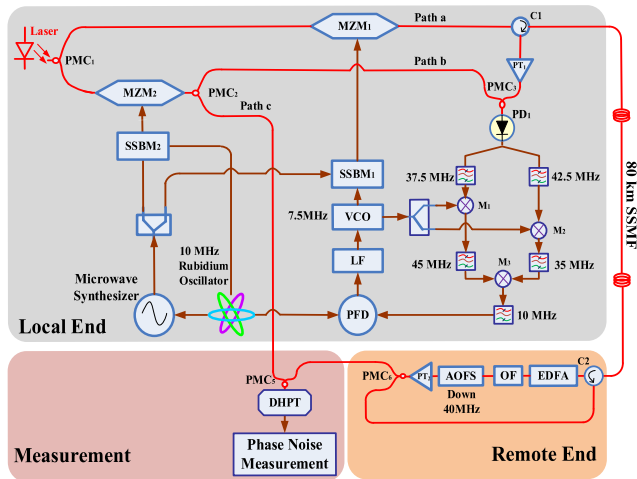 Laser
PMC1
MZM1
Path a
C1
PT1
MZM2
PMC2
Path b
Path c
PMC3
PD1
SSBM2
SSBM1
37.5 MHz
42.5 MHz
80 km SSMF
7.5MHz
VCO
M1
M2
10 MHz
Rubidium
Oscillator
LF
45 MHz
M3
35 MHz
Microwave
Synthesizer
PFD
10 MHz
Local End
PMC5
DHPT
Phase Noise
Measurement
Measurement
PMC6
PT2
AOFS
OF
EDFA
C2
Down
40MHz
Remote End